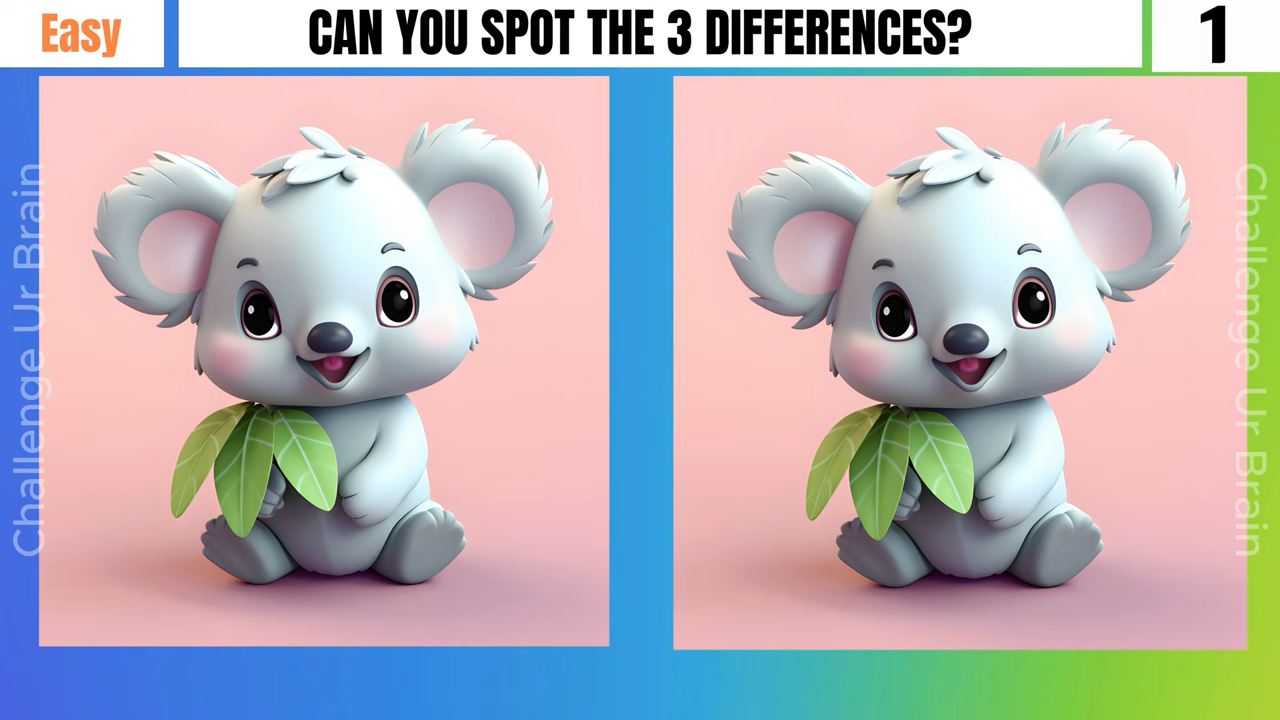 Easy
CAN YOU SPOT THE 3 DIFFERENCES?
1
Challenge Ur Brain
Challenge Ur Brain